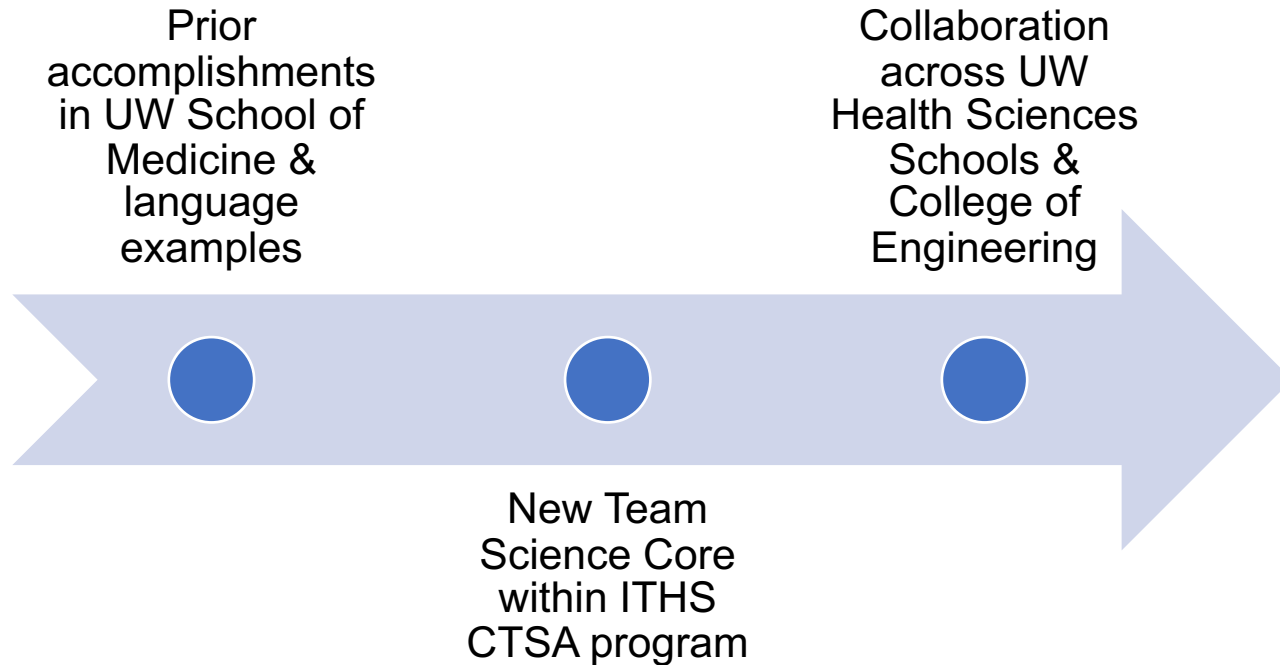 Prior
accomplishments
in UW School of
Medicine &
language
examples
New Team
Science Core
within ITHS
CTSA program
Collaboration
across UW
Health Sciences
Schools &
College of
Engineering